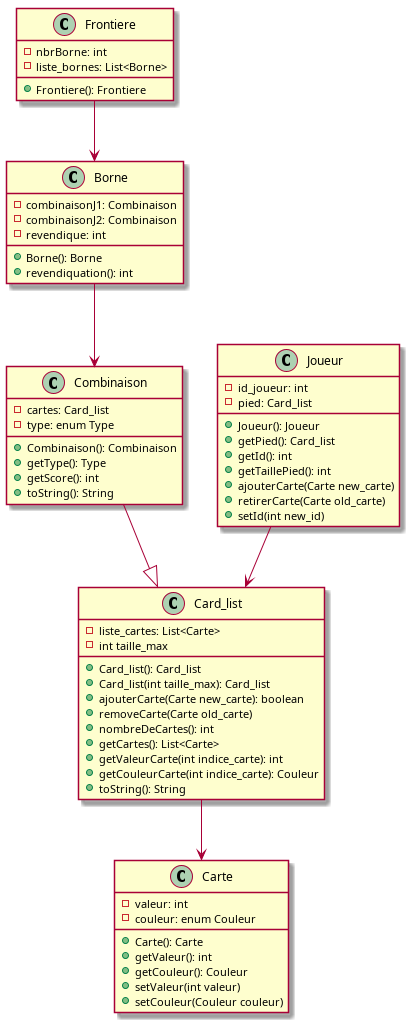 C Frontiere
nbrBorne: int
liste_bornes: List<Borne>
Frontiere(): Frontiere
C Borne
combinaisonJ1: Combinaison
combinaisonJ2: Combinaison
revendique: int
Borne(): Borne
revendiquation(): int
C Combinaison
cartes: Card_list
type: enum Type
Combinaison(): Combinaison
getType(): Type
getScore(): int
toString(): String
C Joueur
id_joueur: int
pied: Card_list
Joueur(): Joueur
getPied(): Card_list
getId(): int
getTaillePied(): int
ajouterCarte(Carte new_carte)
retirerCarte(Carte old_carte)
setId(int new_id)
C Card_list
liste_cartes: List<Carte>
int taille_max
Card_list(): Card_list
Card_list(int taille_max): Card_list
ajouterCarte(Carte new_carte): boolean
removeCarte(Carte old_carte)
nombreDeCartes(): int
getCartes(): List<Carte>
getValeurCarte(int indice_carte): int
getCouleurCarte(int indice_carte): Couleur
toString(): String
C Carte
valeur: int
couleur: enum Couleur
Carte(): Carte
getValeur(): int
getCouleur(): Couleur
setValeur(int valeur)
setCouleur(Couleur couleur)